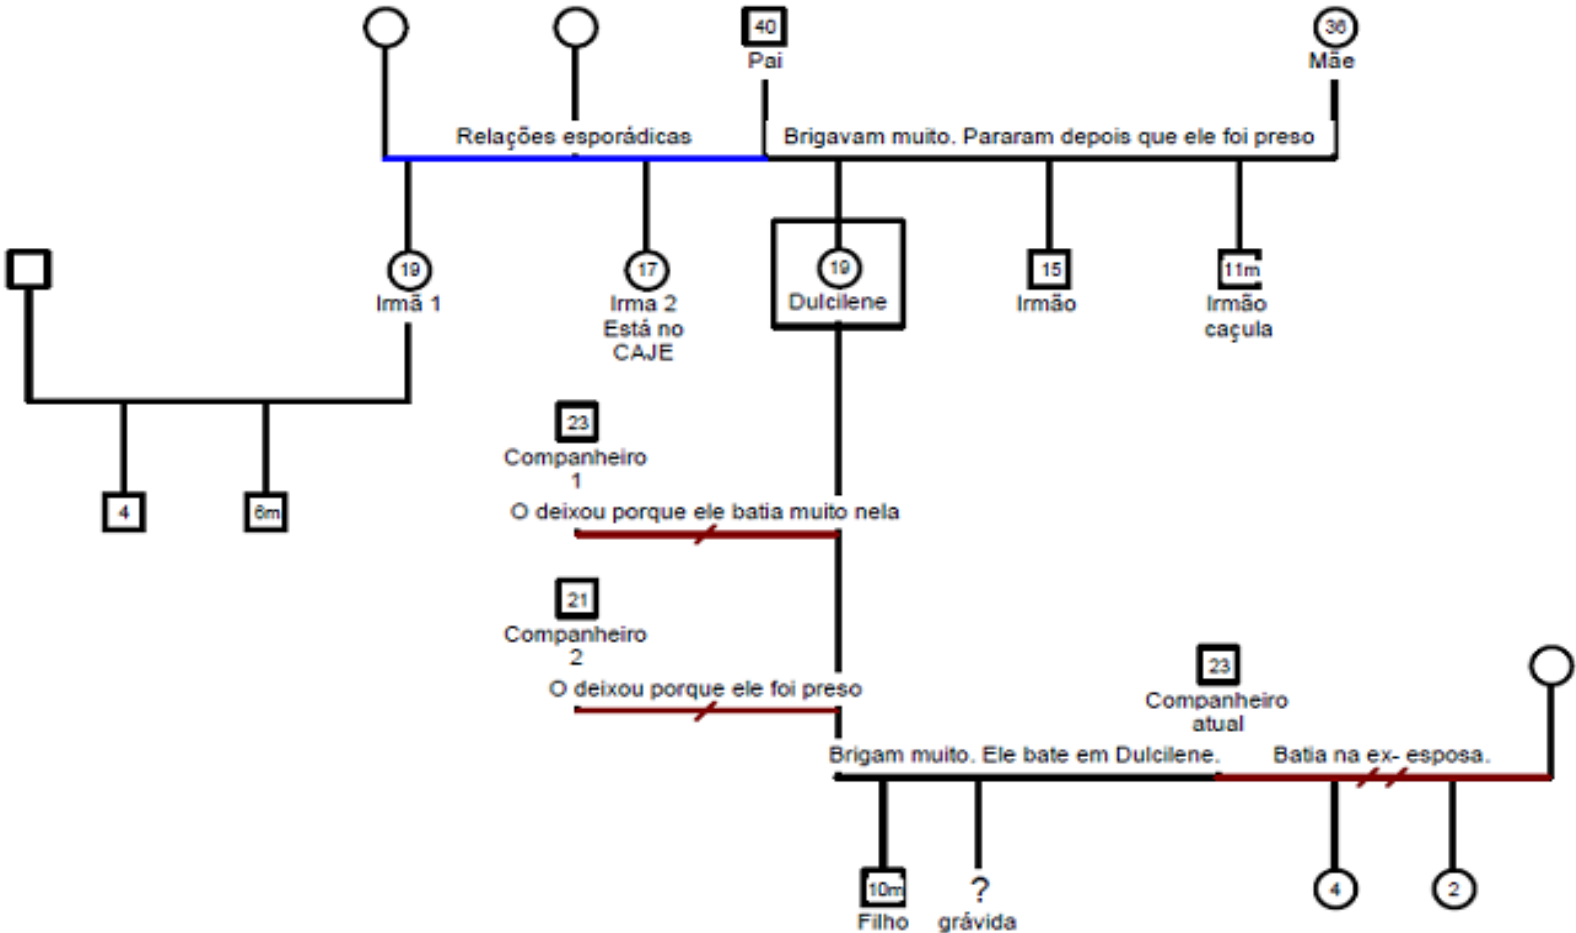 40
36
Pai
Mãe
Relações esporádicas
Brigavam muito. Pararam depois que ele foi preso
19
17
19
15
11m
Irmã 1
Irma 2
Está no
CAJE
Dulcilene
Irmão
Irmão
caçula
23
Companheiro
1
O deixou porque ele batia muito nela
4
6m
21
Companheiro
2
O deixou porque ele foi preso
23
Companheiro
atual
Brigam muito. Ele bate em Dulcilene.
Batia na ex- esposa.
10m
Filho
?
grávida
4
2